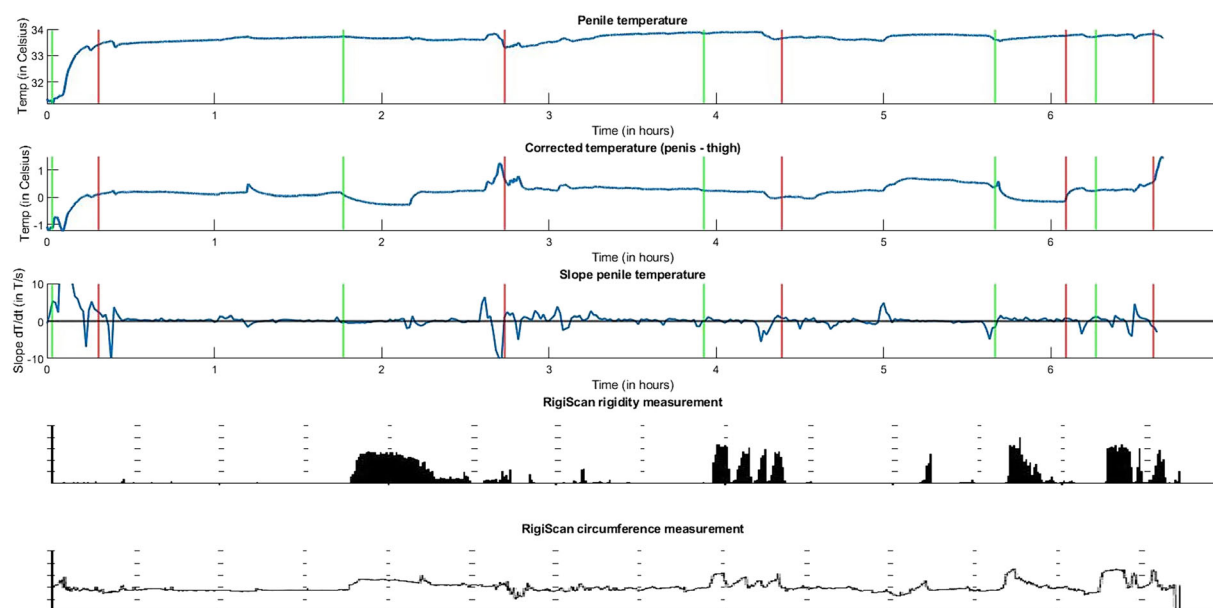 Penile temperature
Temp (in Celsius)
34
33
32
0 1 2 3 4 5 6
Time (in hours)
Corrected temperature (penis - thigh)
Temp (in Celsius)
1
0
-1
0 1 2 3 4 5 6
Time (in hours)
Slope penile temperature
Slope dT/dt (in T/s)
10
0
-10
0 1 2 3 4 5 6
Time (in hours)
RigiScan rigidity measurement
RigiScan circumference measurement